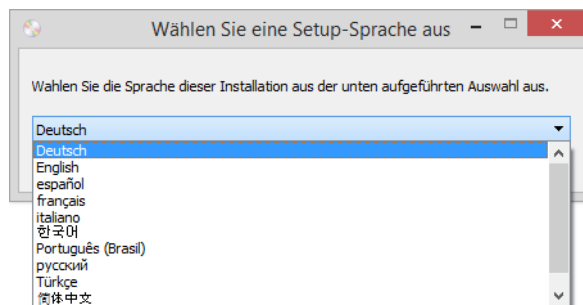 Wählen Sie eine Setup-Sprache aus
Wahlen Sie die Sprache dieser Installation aus der unten aufgeführten Auswahl aus.
Deutsch
Deutsch
English
español
français
italiano
한국어
Português (Brasil)
русский
Türkçe
简体中文